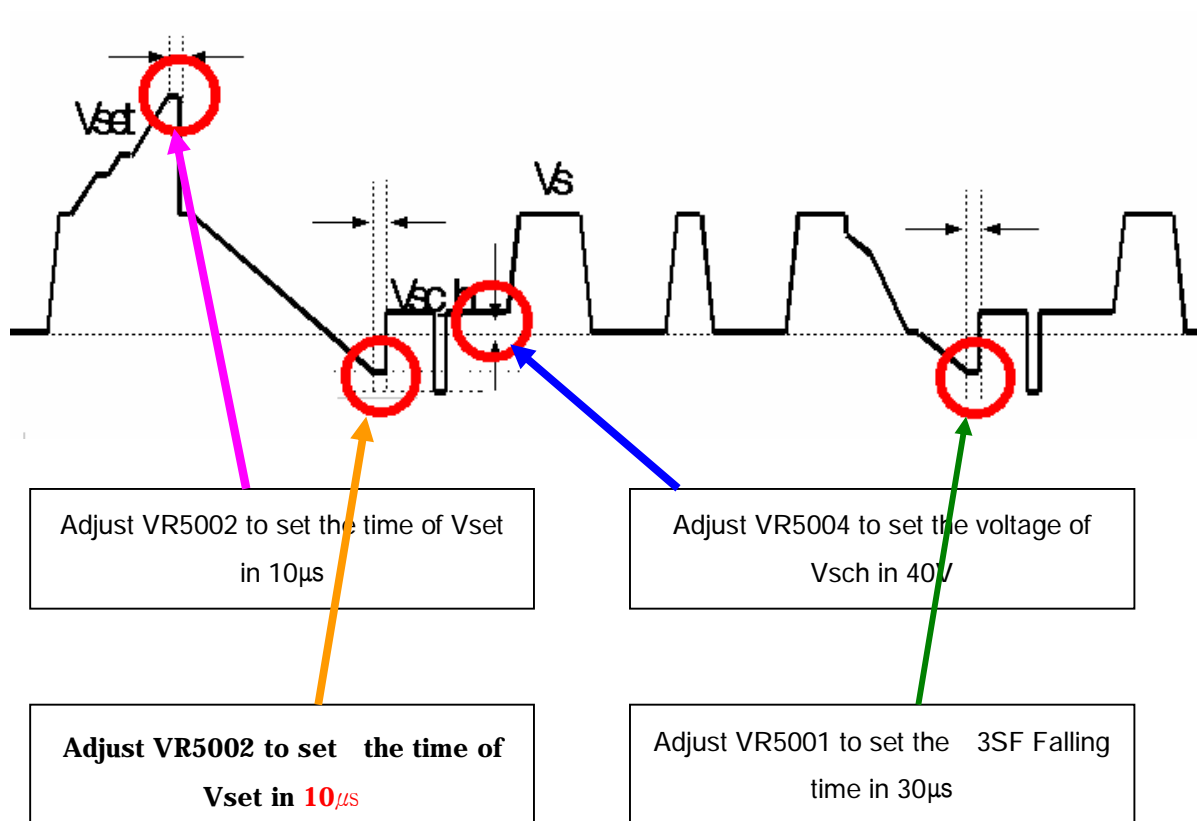 Vset
Vs
Vsc_h
Adjust VR5002 to set the time of Vset
in 10µs
Adjust VR5004 to set the voltage of
Vsch in 40V
Adjust VR5002 to set the time of
Vset in 10µs
Adjust VR5001 to set the 3SF Falling
time in 30µs